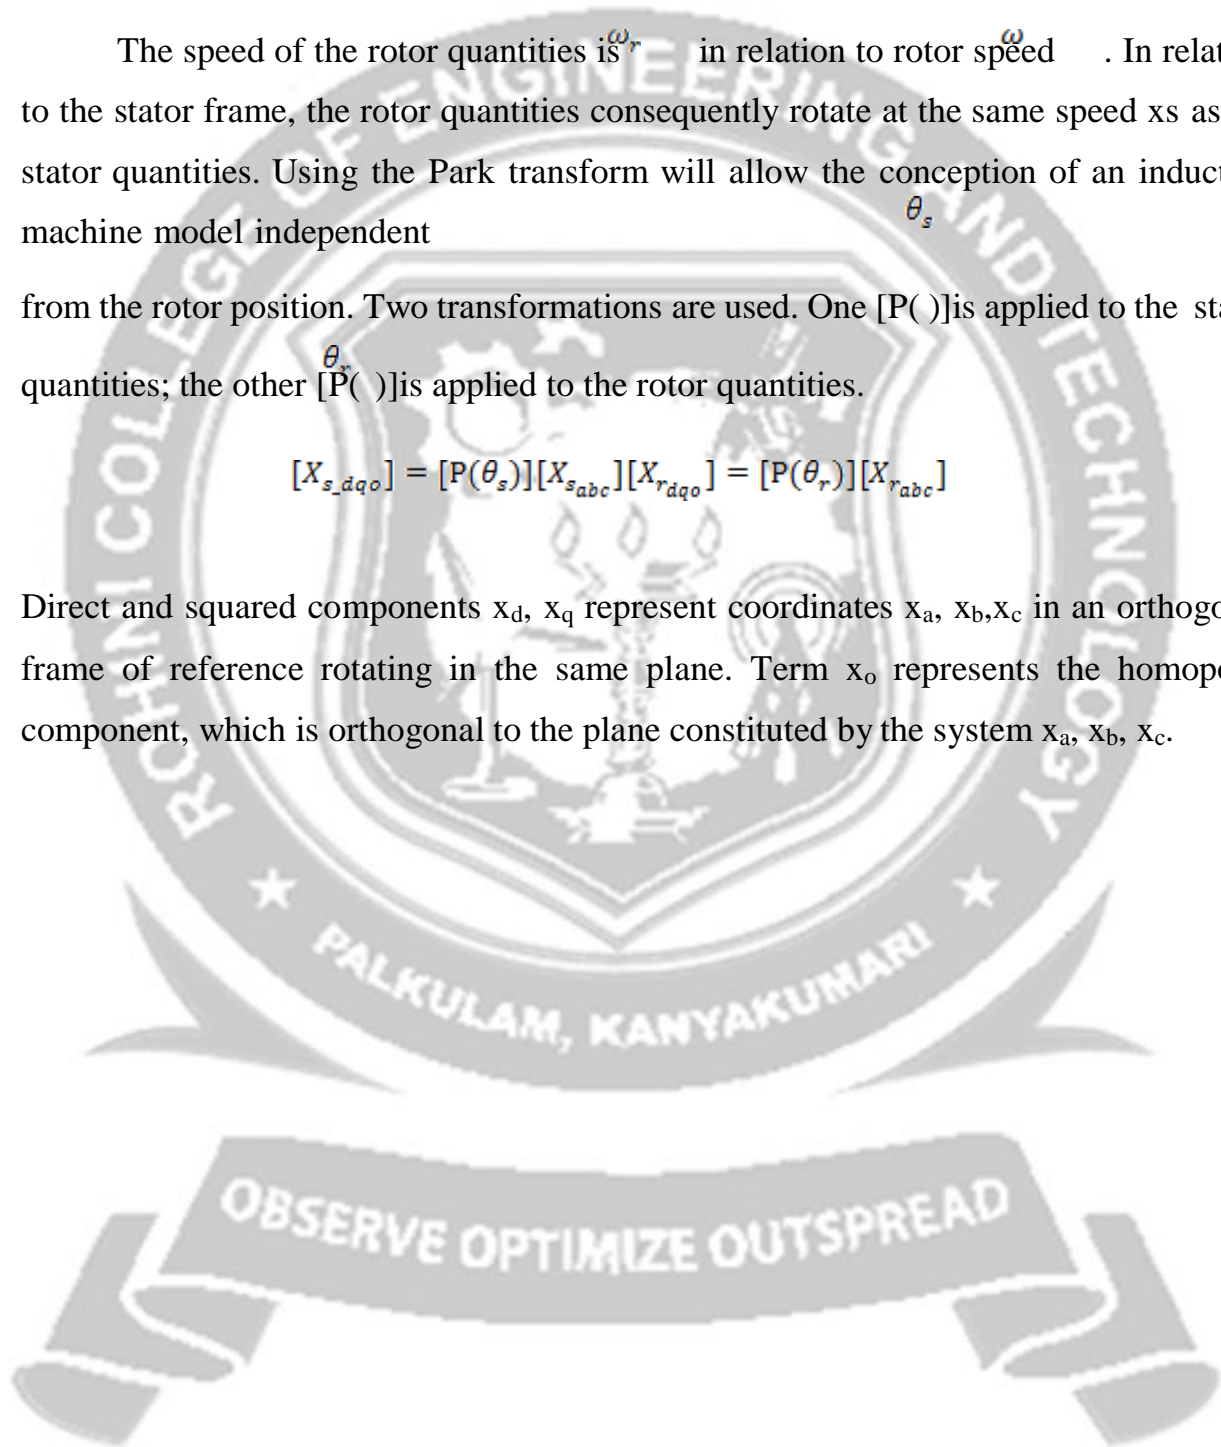 The speed of the rotor quantities is ωr in relation to rotor speed ω . In relat
to the stator frame, the rotor quantities consequently rotate at the same speed xs as
stator quantities. Using the Park transform will allow the conception of an induct
machine model independent θs
from the rotor position. Two transformations are used. One [P( )]is applied to the sta
quantities; the other [P( θr )]is applied to the rotor quantities.
[Xs_dqo] = [P(θs)][Xsabc][Xrdqo] = [P(θr)][Xrabc]
Direct and squared components xd, xq represent coordinates xa, xb,xc in an orthogo
frame of reference rotating in the same plane. Term xo represents the homopo
component, which is orthogonal to the plane constituted by the system xa, xb, xc.
ROHINI COLLEGE OF ENGINEERING AND TECHNOLOGY
PALKULAM, KANYAKUMARI
OBSERVE OPTIMIZE OUTSPREAD